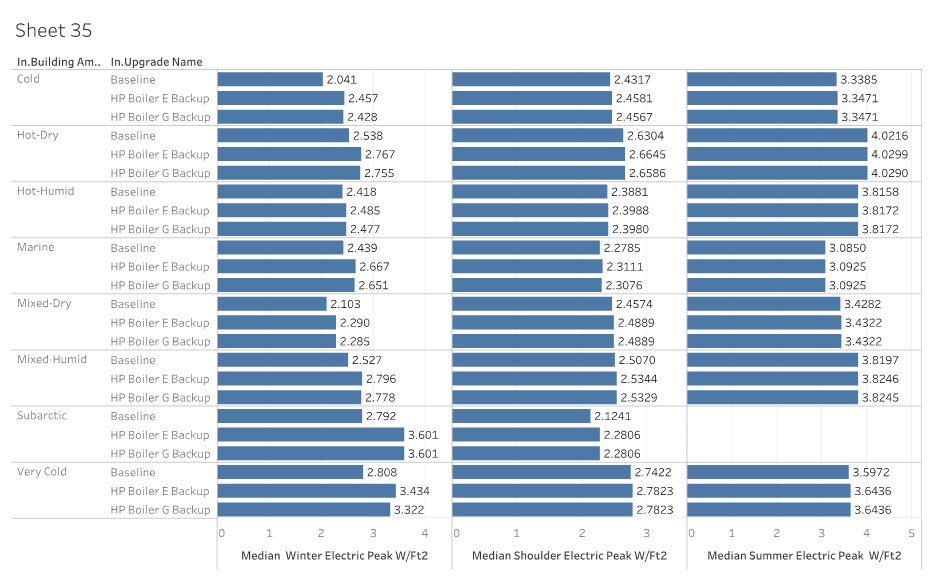 Sheet 35
In.Building Am.. In.Upgrade Name
Cold Baseline 2.041 2.4317 3.3385
HP Boiler E Backup 2.457 2.4581 3.3471
HP Boiler G Backup 2.428 2.4567 3.3471
Hot-Dry Baseline 2.538 2.6304 4.0216
HP Boiler E Backup 2.767 2.6645 4.0299
HP Boiler G Backup 2.755 2.6586 4.0290
Hot-Humid Baseline 2.418 2.3881 3.8158
HP Boiler E Backup 2.485 2.3988 3.8172
HP Boiler G Backup 2.477 2.3980 3.8172
Marine Baseline 2.439 2.2785 3.0850
HP Boiler E Backup 2.667 2.3111 3.0925
HP Boiler G Backup 2.651 2.3076 3.0925
Mixed-Dry Baseline 2.103 2.4574 3.4282
HP Boiler E Backup 2.290 2.4889 3.4322
HP Boiler G Backup 2.285 2.4889 3.4322
Mixed-Humid Baseline 2.527 2.5070 3.8197
HP Boiler E Backup 2.796 2.5344 3.8246
HP Boiler G Backup 2.778 2.5329 3.8245
Subarctic Baseline 2.792 2.1241
HP Boiler E Backup 3.601 2.2806
HP Boiler G Backup 3.601 2.2806
Very Cold Baseline 2.808 2.7422 3.5972
HP Boiler E Backup 3.434 2.7823 3.6436
HP Boiler G Backup 3.322 2.7823 3.6436
0 1 2 3 4 0 1 2 3 0 1 2 3 4 5
Median Winter Electric Peak W/Ft2 Median Shoulder Electric Peak W/Ft2 Median Summer Electric Peak W/Ft2